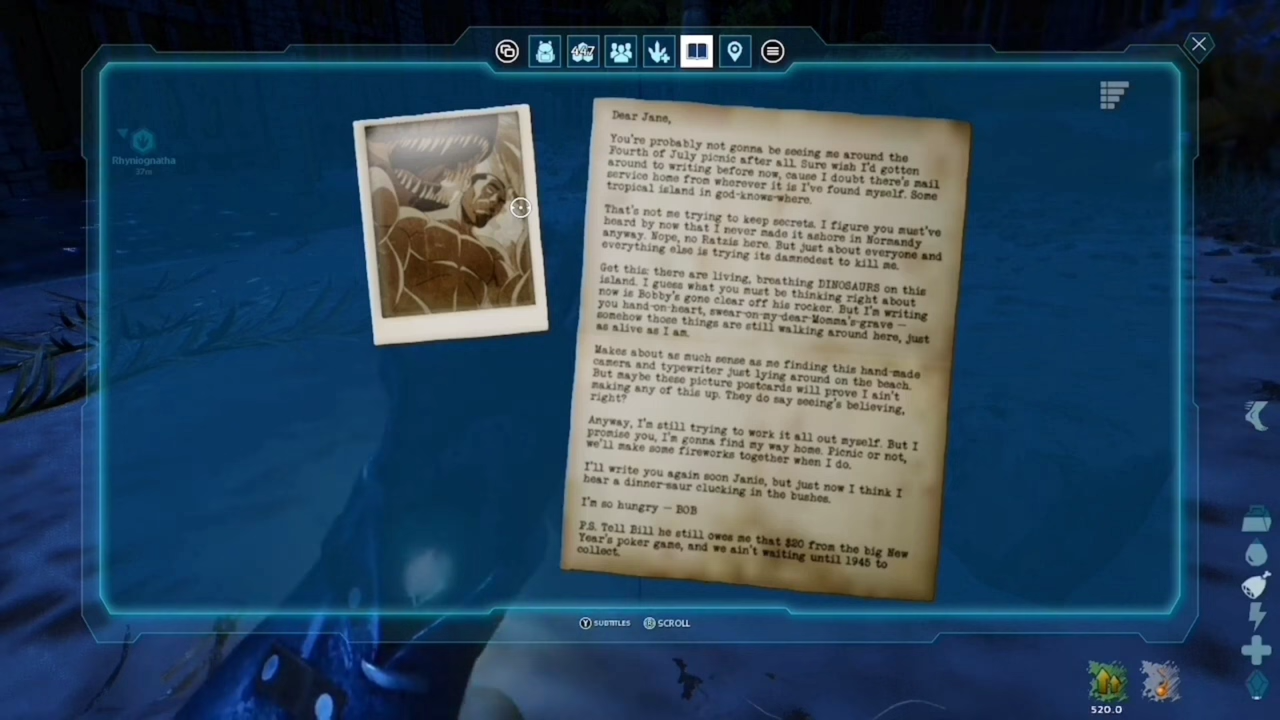 447
Rhyniognatha
Dear Jane,
You're probably not gonna be seeing me around the
Fourth of July picnic after all. Sure wish I'd gotten
around to writing before now, cause I doubt there's mail
service home from wherever it is I've found myself. Some
tropical island in god-knows-where.
That's not me trying to keep secrets. I figure you must've
heard by now that I never made it ashore in Normandy
anyway. Nope, no Ratzis here. But just about everyone and
everything else is trying its damnedest to kill me.
Get this: there are living, breathing DINOSAURS on this
island. I guess what you must be thinking right about
now is Bobby's gone clear off his rocker. But I'm writing
you hand-on-heart, swear-on-my-dear-Momma's-grave —
somehow those things are still walking around here, just
as alive as I am.
Makes about as much sense as me finding this hand-made
camera and typewriter just lying around on the beach.
But maybe these picture postcards will prove I ain't
making any of this up. They do say seeing's believing,
right?
Anyway, I'm still trying to work it all out myself. But I
promise you, I'm gonna find my way home. Picnic or not,
we'll make some fireworks together when I do.
I'll write you again soon Janie, but just now I think I
hear a dinner-saur clucking in the bushes.
I'm so hungry — BOB
P.S. Tell Bill he still owes me that $20 from the big New
Year's poker game, and we ain't waiting until 1945 to
collect.
Y SUBTITLES SCROLL
520.0